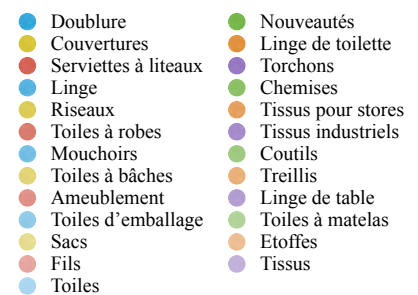 Doublure
Couvertures
Serviettes à liteaux
Linge
Riseaux
Toiles à robes
Mouchoirs
Toiles à bâches
Ameublement
Toiles d'emballage
Sacs
Fils
Toiles
Nouveautés
Linge de toilette
Torchons
Chemises
Tissus pour stores
Tissus industriels
Coutils
Treillis
Linge de table
Toiles à matelas
Etoffes
Tissus